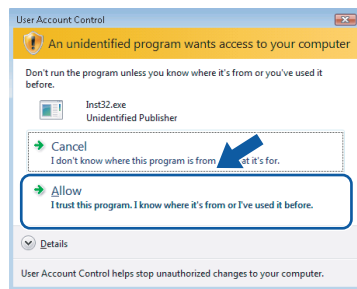 User Account Control
An unidentified program wants access to your computer
Don't run the program unless you know where it's from or you've used it
before.
Inst32.exe
Unidentified Publisher
Cancel
I don't know where this program is from at it's for.
Allow
I trust this program. I know where it's from or I've used it before.
Details
User Account Control helps stop unauthorized changes to your computer.